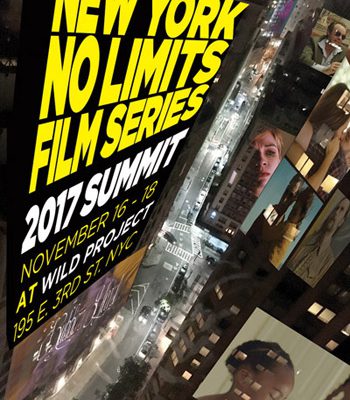 NEW YORK
NO LIMITS
FILM SERIES
2017 SUMMIT
NOVEMBER 16 - 18
AT WILD PROJECT
195 E. 3RD ST, NYC